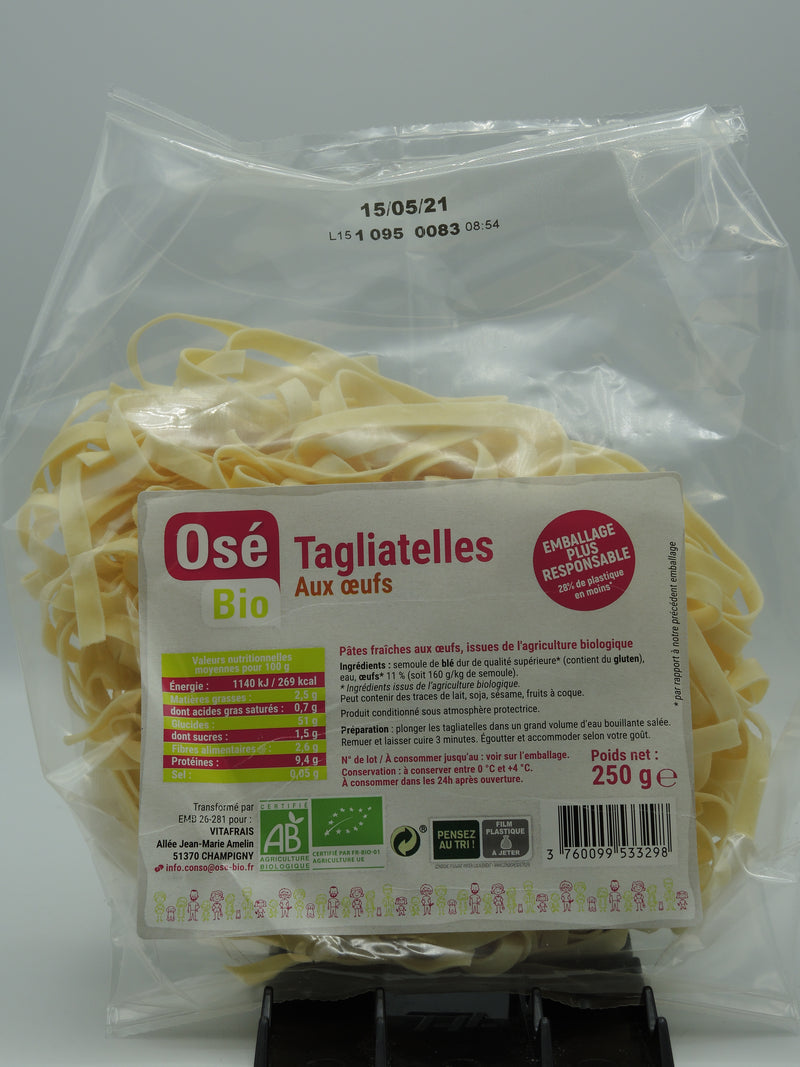 15/05/21
L15 1 095 0083 08:54
Osé
Bio
Tagliatelles
Aux œufs
EMBALLAGE
PLUS
RESPONSABLE
28% de plastique
en moins*
* par rapport à notre précédent emballage
Valeurs nutritionnelles
moyennes pour 100 g
Énergie : 1140 kJ / 269 kcal
Matières grasses : 2,5 g
dont acides gras saturés : 0,7 g
Glucides : 51 g
dont sucres : 1,5 g
Fibres alimentaires : 2,6 g
Protéines : 9,4 g
Sel : 0,05 g
Pâtes fraîches aux œufs, issues de l'agriculture biologique
Ingrédients : semoule de blé dur de qualité supérieure* (contient du gluten),
eau, œufs* 11 % (soit 160 g/kg de semoule).
* Ingrédients issus de l'agriculture biologique.
Peut contenir des traces de lait, soja, sésame, fruits à coque.
Produit conditionné sous atmosphère protectrice.
Préparation : plonger les tagliatelles dans un grand volume d'eau bouillante salée.
Remuer et laisser cuire 3 minutes. Égoutter et accommoder selon votre goût.
N° de lot / À consommer jusqu'au : voir sur l'emballage.
Conservation : à conserver entre 0 °C et +4 °C.
À consommer dans les 24h après ouverture.
Poids net :
250 g e
Transformé par
EMB 26-281 pour :
VITAFRAIS
Allée Jean-Marie Amelin
51370 CHAMPIGNY
info.conso@ose-bio.fr
CERTIFIÉ
AB
AGRICULTURE
BIOLOGIQUE
CERTIFIÉ PAR FR-BIO-01
AGRICULTURE UE
®
PENSEZ
AU TRI !
FILM
PLASTIQUE
À JETER
3 760099 533298